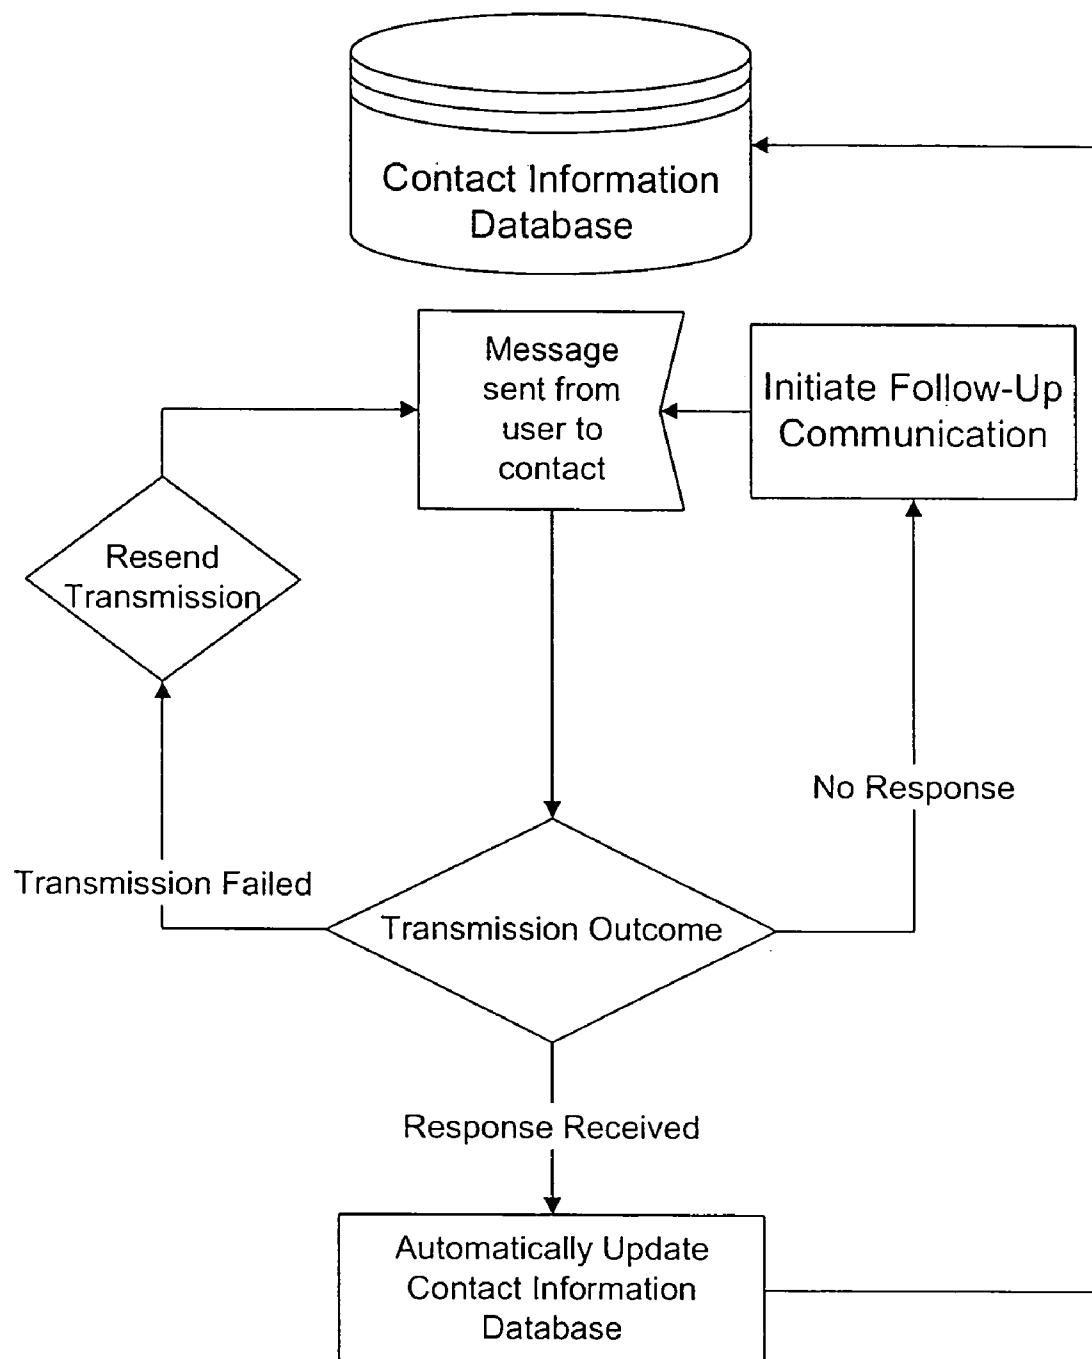 Contact Information
Database
Message
sent from
user to
contact
Initiate Follow-Up
Communication
Resend
Transmission
No Response
Transmission Failed
Transmission Outcome
Response Received
Automatically Update
Contact Information
Database